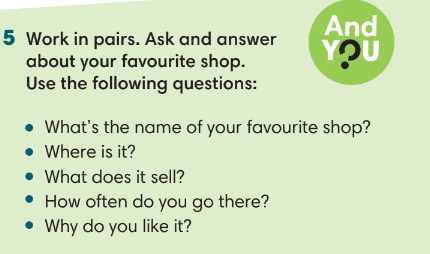 5 Work in pairs. Ask and answer
about your favourite shop.
Use the following questions:
And
YOU
?
• What's the name of your favourite shop?
• Where is it?
• What does it sell?
• How often do you go there?
• Why do you like it?